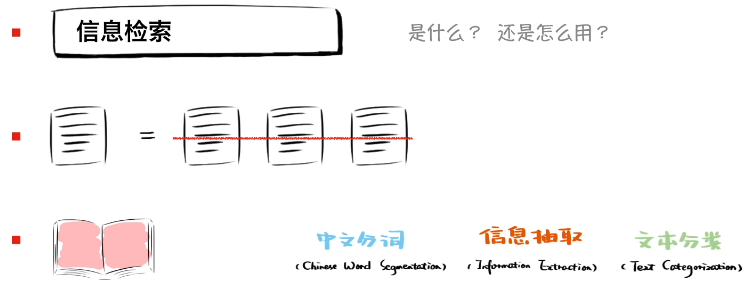 信息检索
是什么? 还是怎么用?
=
中文分词 信息抽取 文本分类
(Chinese Word Segmentation) (Information Extraction) (Text Categorization)